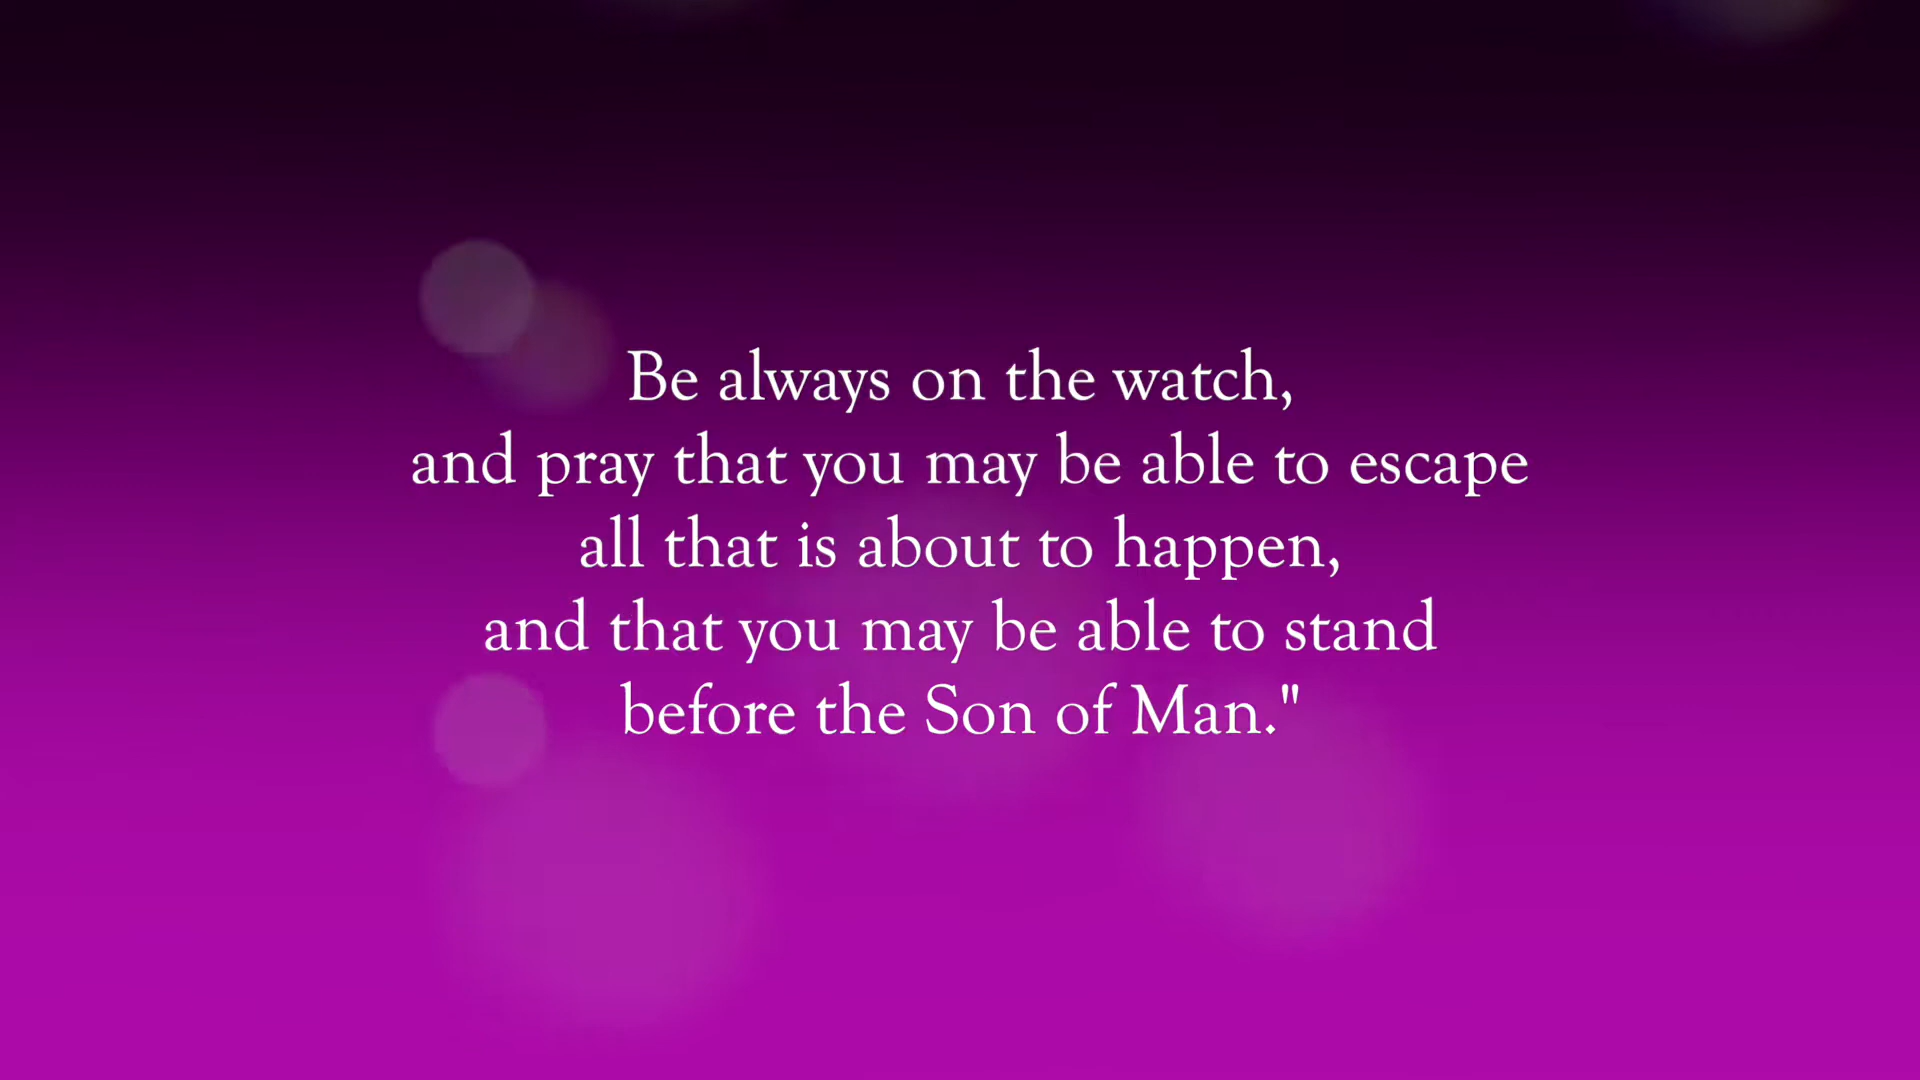 Be always on the watch,
and pray that you may be able to escape
all that is about to happen,
and that you may be able to stand
before the Son of Man."